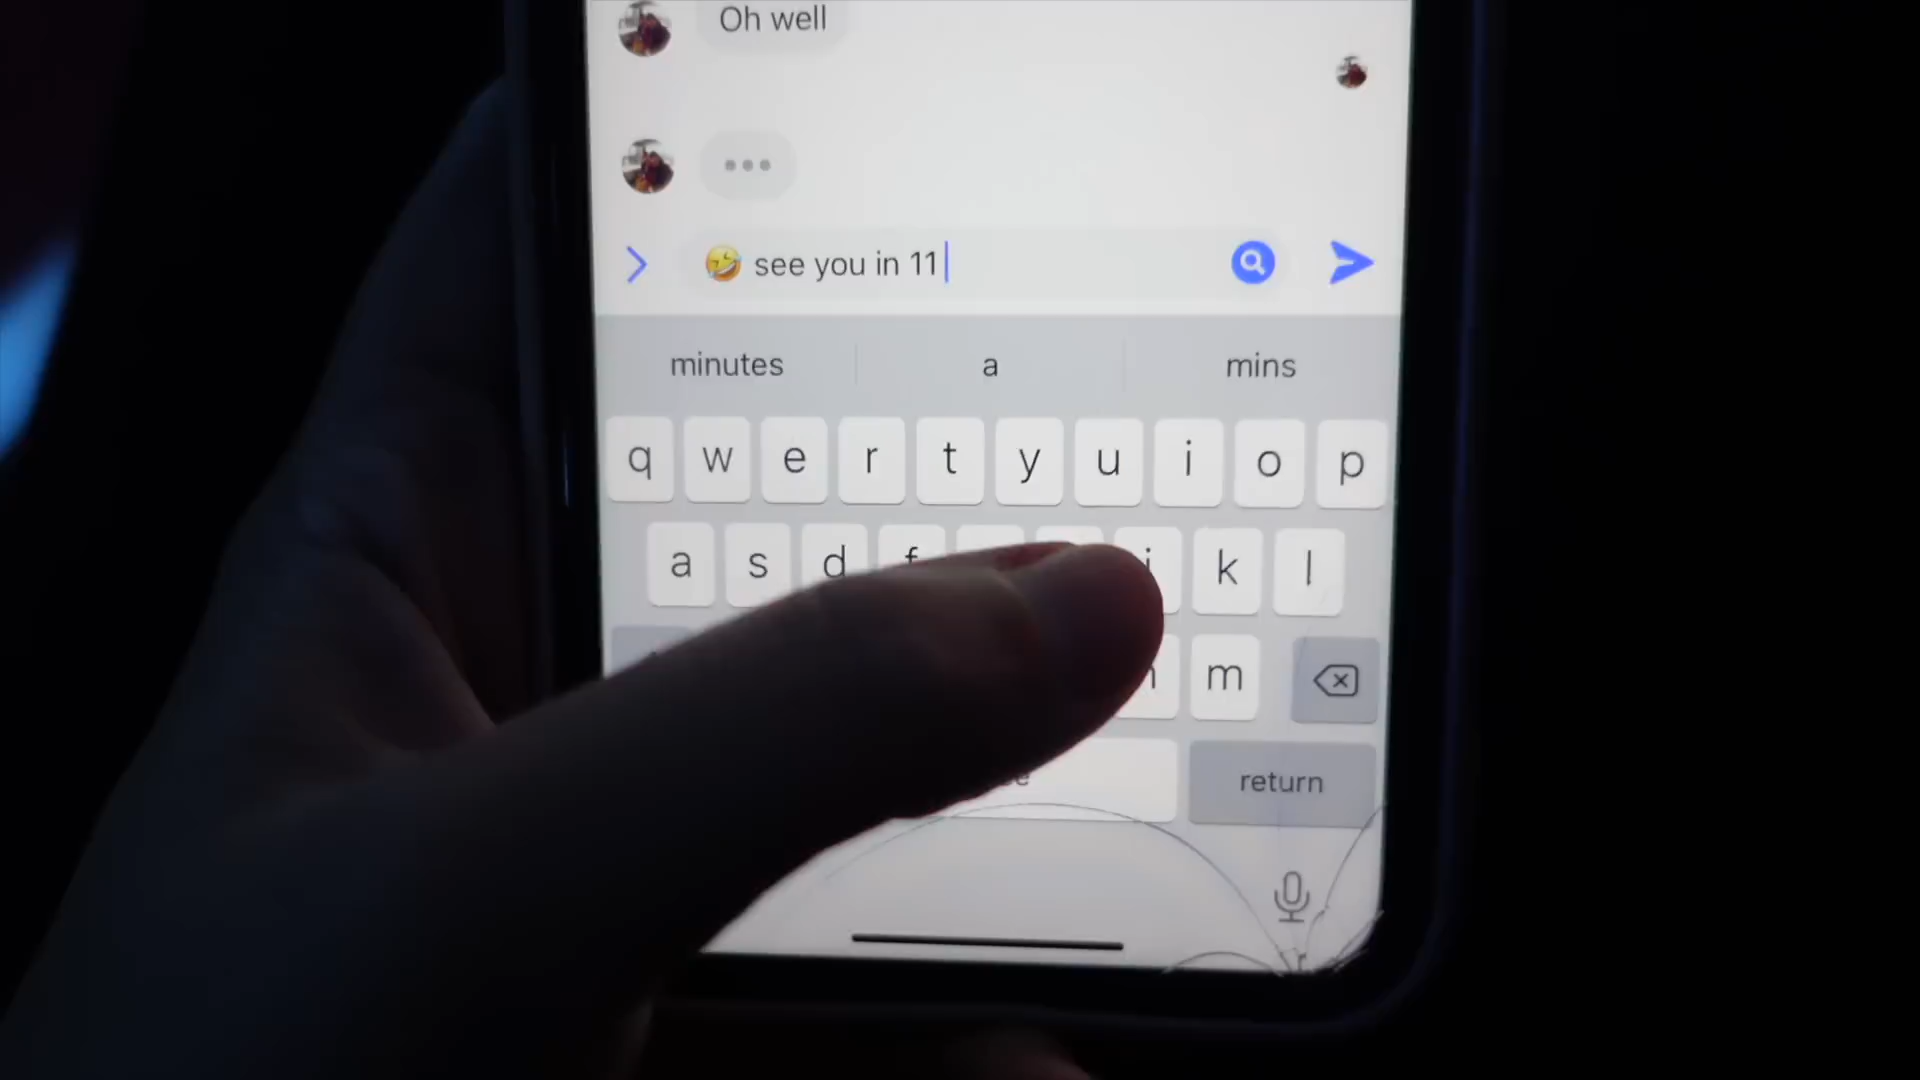 Oh well
🤣 see you in 11
minutes a mins
q w e r t y u i o p
a s d f j k l
m
return